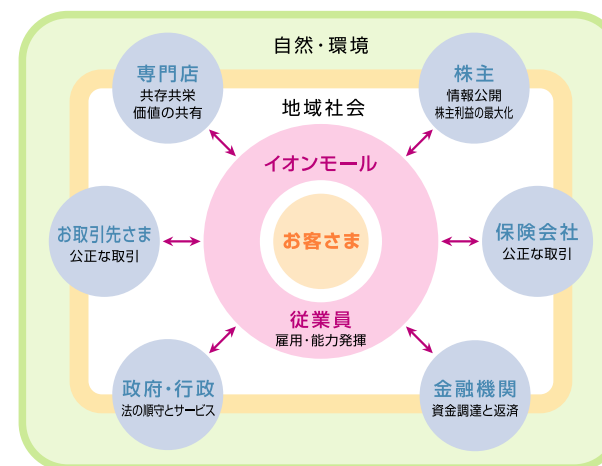 自然・環境
専門店
共存共栄
価値の共有
株主
情報公開
株主利益の最大化
地域社会
イオンモール
お取引先さま
公正な取引
お客さま
保険会社
公正な取引
従業員
雇用・能力発揮
政府・行政
法の順守とサービス
金融機関
資金調達と返済